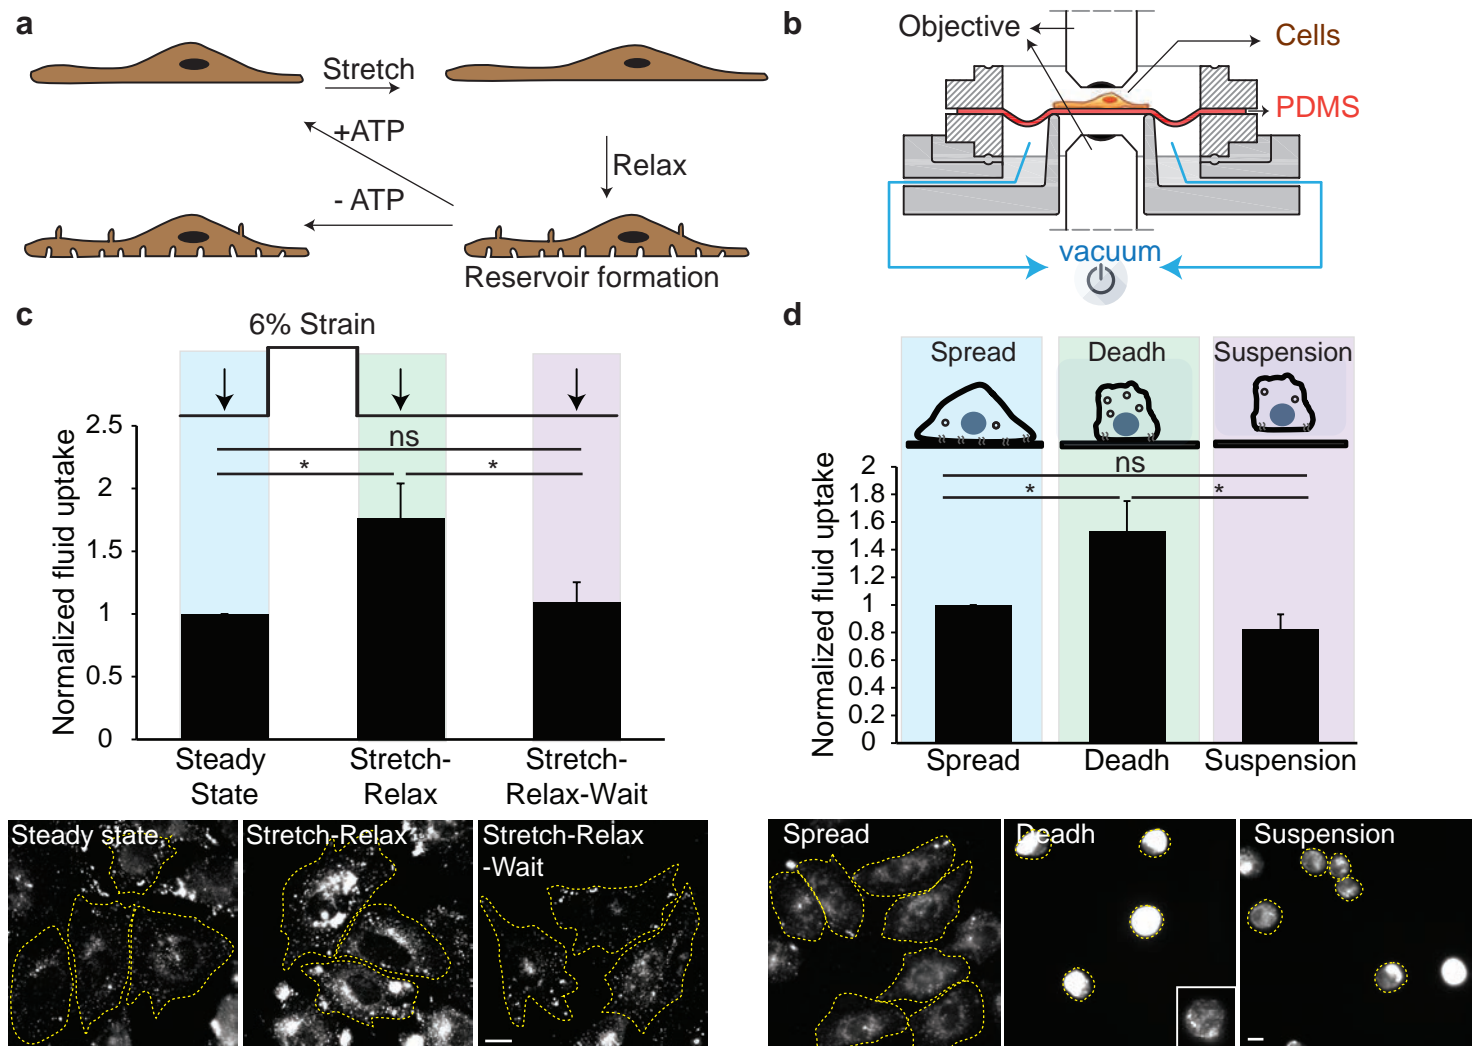 a
Stretch
+ATP
- ATP
Relax
Reservoir formation
b
Objective
Cells
PDMS
vacuum
c
6% Strain
ns
*
*
Normalized fluid uptake
2.5
2
1.5
1
0.5
0
Steady
State
Stretch-
Relax
Stretch-
Relax-Wait
Steady state
Stretch-Relax
Stretch-Relax
-Wait
d
Spread
Deadh
Suspension
ns
*
*
Normalized fluid uptake
2
1.8
1.6
1.4
1.2
1
0.8
0.6
0.4
0.2
0
Spread
Deadh
Suspension
Spread
Deadh
Suspension